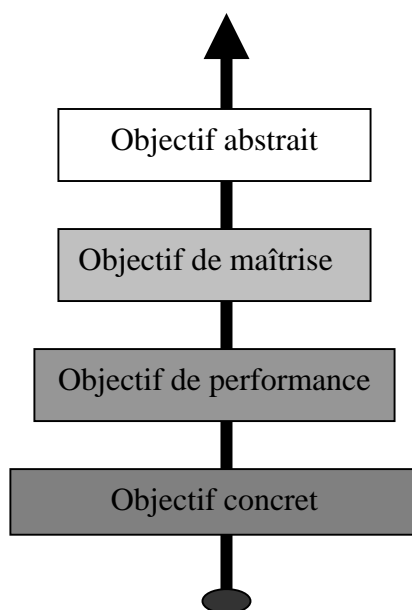 Objectif abstrait
Objectif de maîtrise
Objectif de performance
Objectif concret